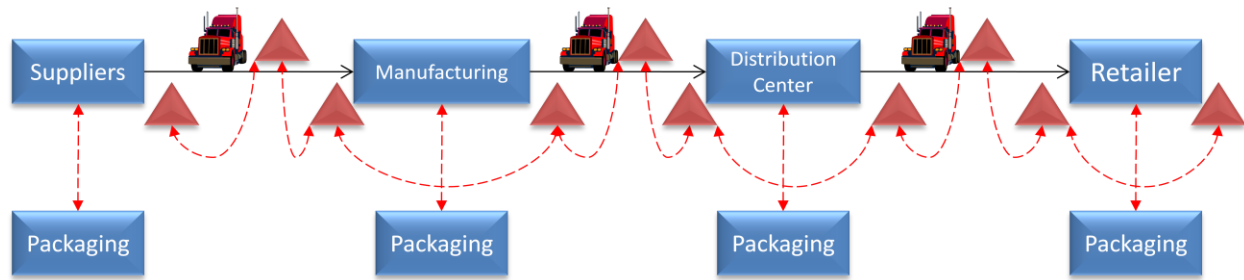 Suppliers
Manufacturing
Distribution
Center
Retailer
Packaging
Packaging
Packaging
Packaging